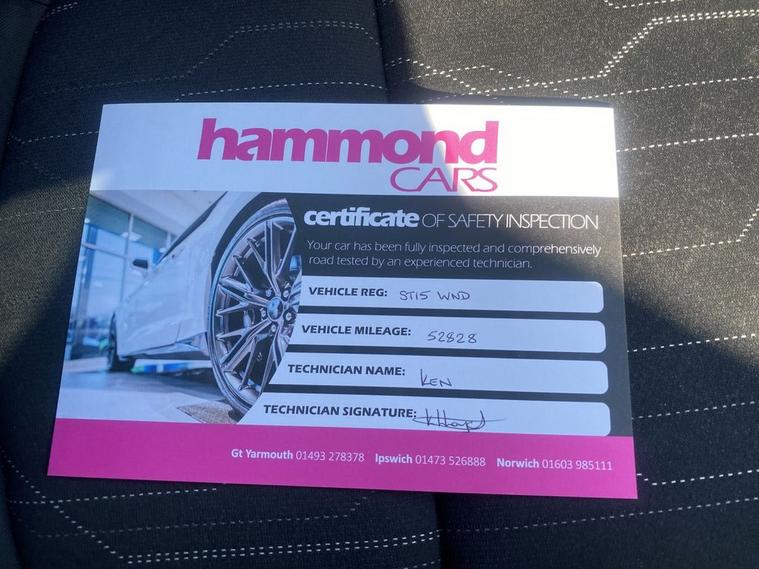 hammond
CARS
certificate OF SAFETY INSPECTION
Your car has been fully inspected and comprehensively
road tested by an experienced technician.
VEHICLE REG: ST15 WND
VEHICLE MILEAGE: 52828
TECHNICIAN NAME: KEN
TECHNICIAN SIGNATURE:
Gt Yarmouth 01493 278378 Ipswich 01473 526888 Norwich 01603 985111